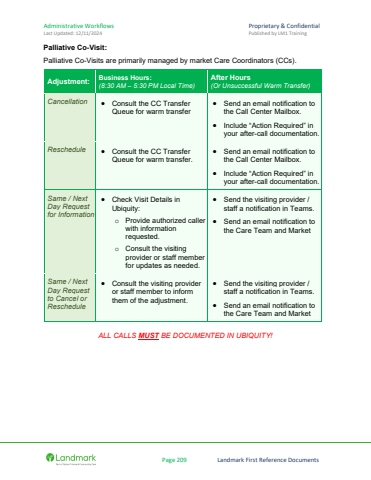 Administrative Workflows
Proprietary & Confidential
Last Updated: 12/11/2024
Published by LM1 Training
Palliative Co-Visit:
Palliative Co-Visits are primarily managed by market Care Coordinators (CCs).
Adjustment:
Business Hours:
(8:30 AM – 5:30 PM Local Time)
After Hours
(Or Unsuccessful Warm Transfer)
Cancellation
• Consult the CC Transfer
Queue for warm transfer
• Send an email notification to
the Call Center Mailbox.
• Include “Action Required” in
your after-call documentation.
Reschedule
• Consult the CC Transfer
Queue for warm transfer.
• Send an email notification to
the Call Center Mailbox.
• Include “Action Required” in
your after-call documentation.
Same / Next
Day Request
for Information
• Check Visit Details in
Ubiquity:
o Provide authorized caller
with information
requested.
o Consult the visiting
provider or staff member
for updates as needed.
• Send the visiting provider /
staff a notification in Teams.
• Send an email notification to
the Care Team and Market
Same / Next
Day Request
to Cancel or
Reschedule
• Consult the visiting provider
or staff member to inform
them of the adjustment.
• Send the visiting provider /
staff a notification in Teams.
• Send an email notification to
the Care Team and Market
ALL CALLS MUST BE DOCUMENTED IN UBIQUITY!
Landmark
Page 209
Landmark First Reference Documents